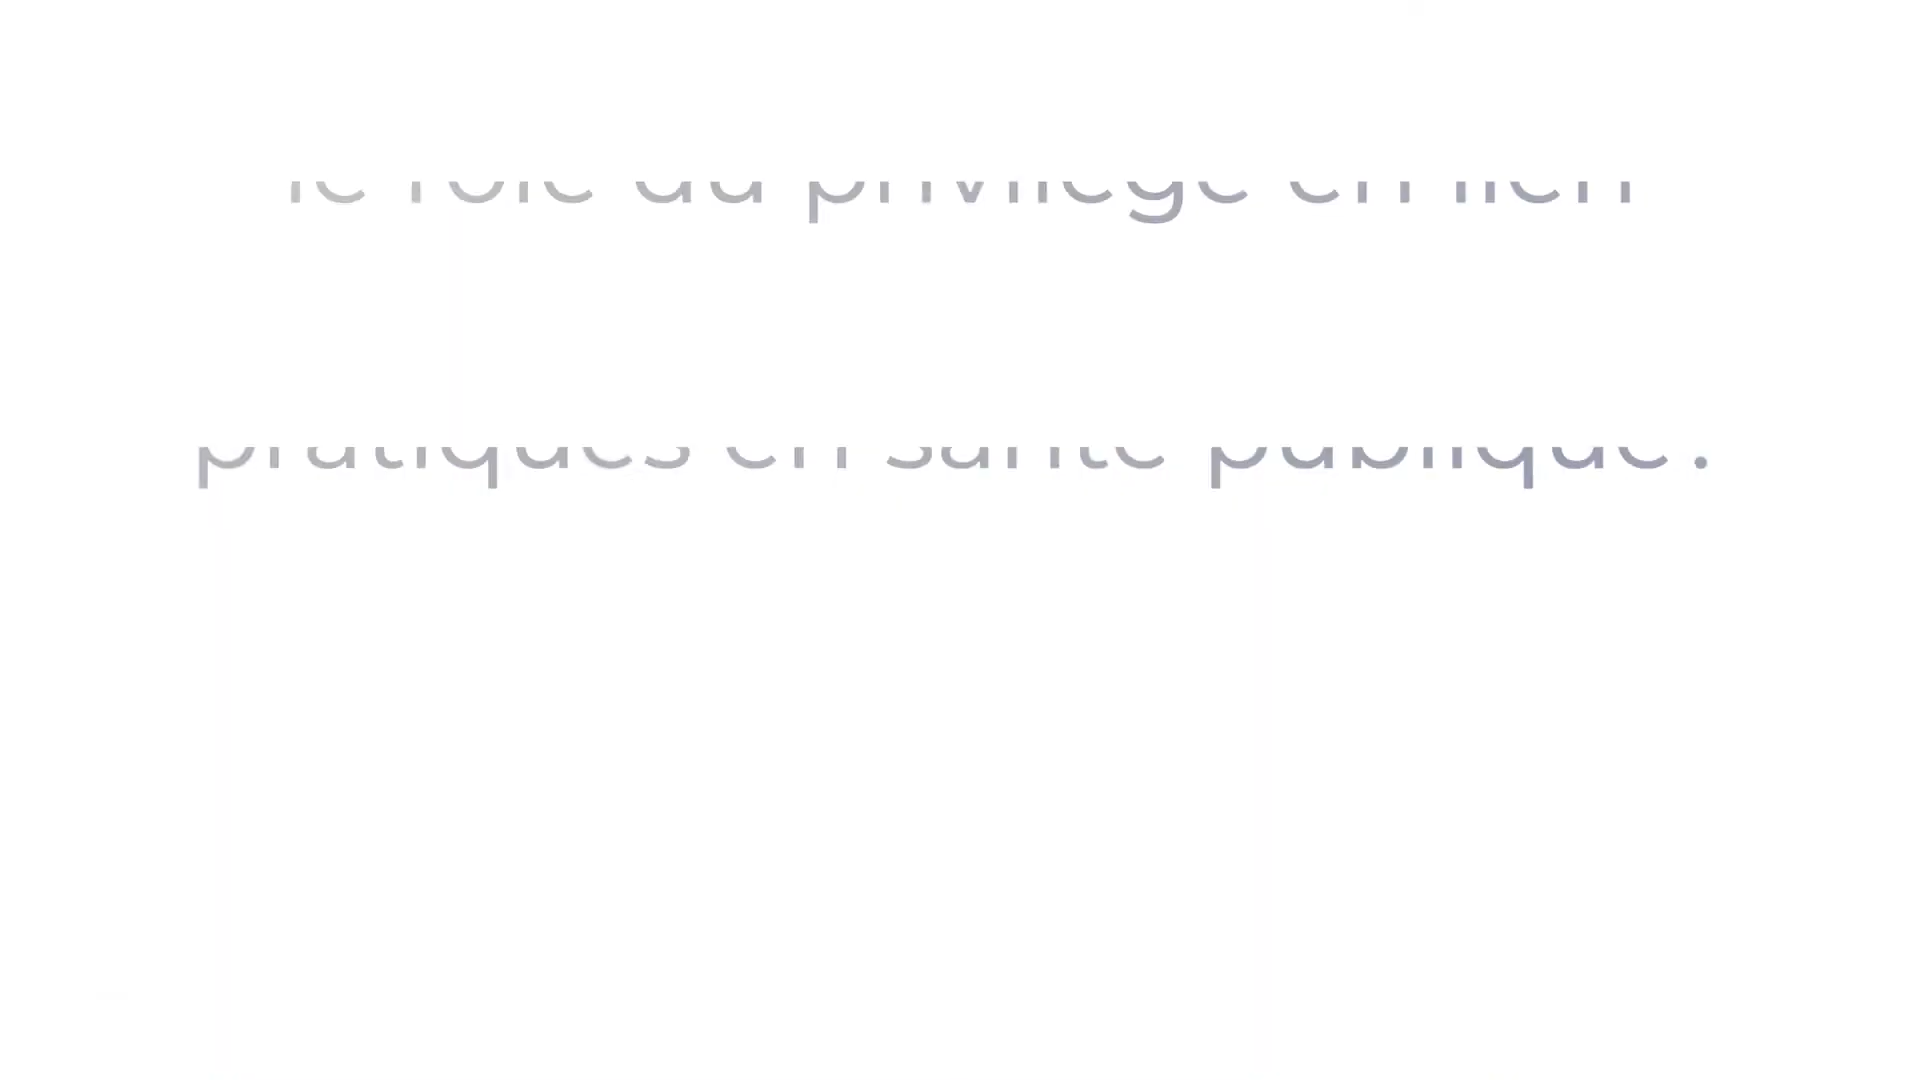 le rôle du privilège en lien
pratiques en santé publique?